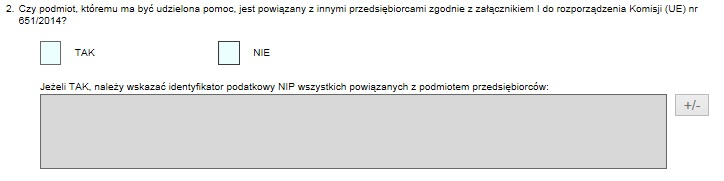 2. Czy podmiot, któremu ma być udzielona pomoc, jest powiązany z innymi przedsiębiorcami zgodnie z załącznikiem I do rozporządzenia Komisji (UE) nr
651/2014?
TAK NIE
Jeżeli TAK, należy wskazać identyfikator podatkowy NIP wszystkich powiązanych z podmiotem przedsiębiorców:
+/-